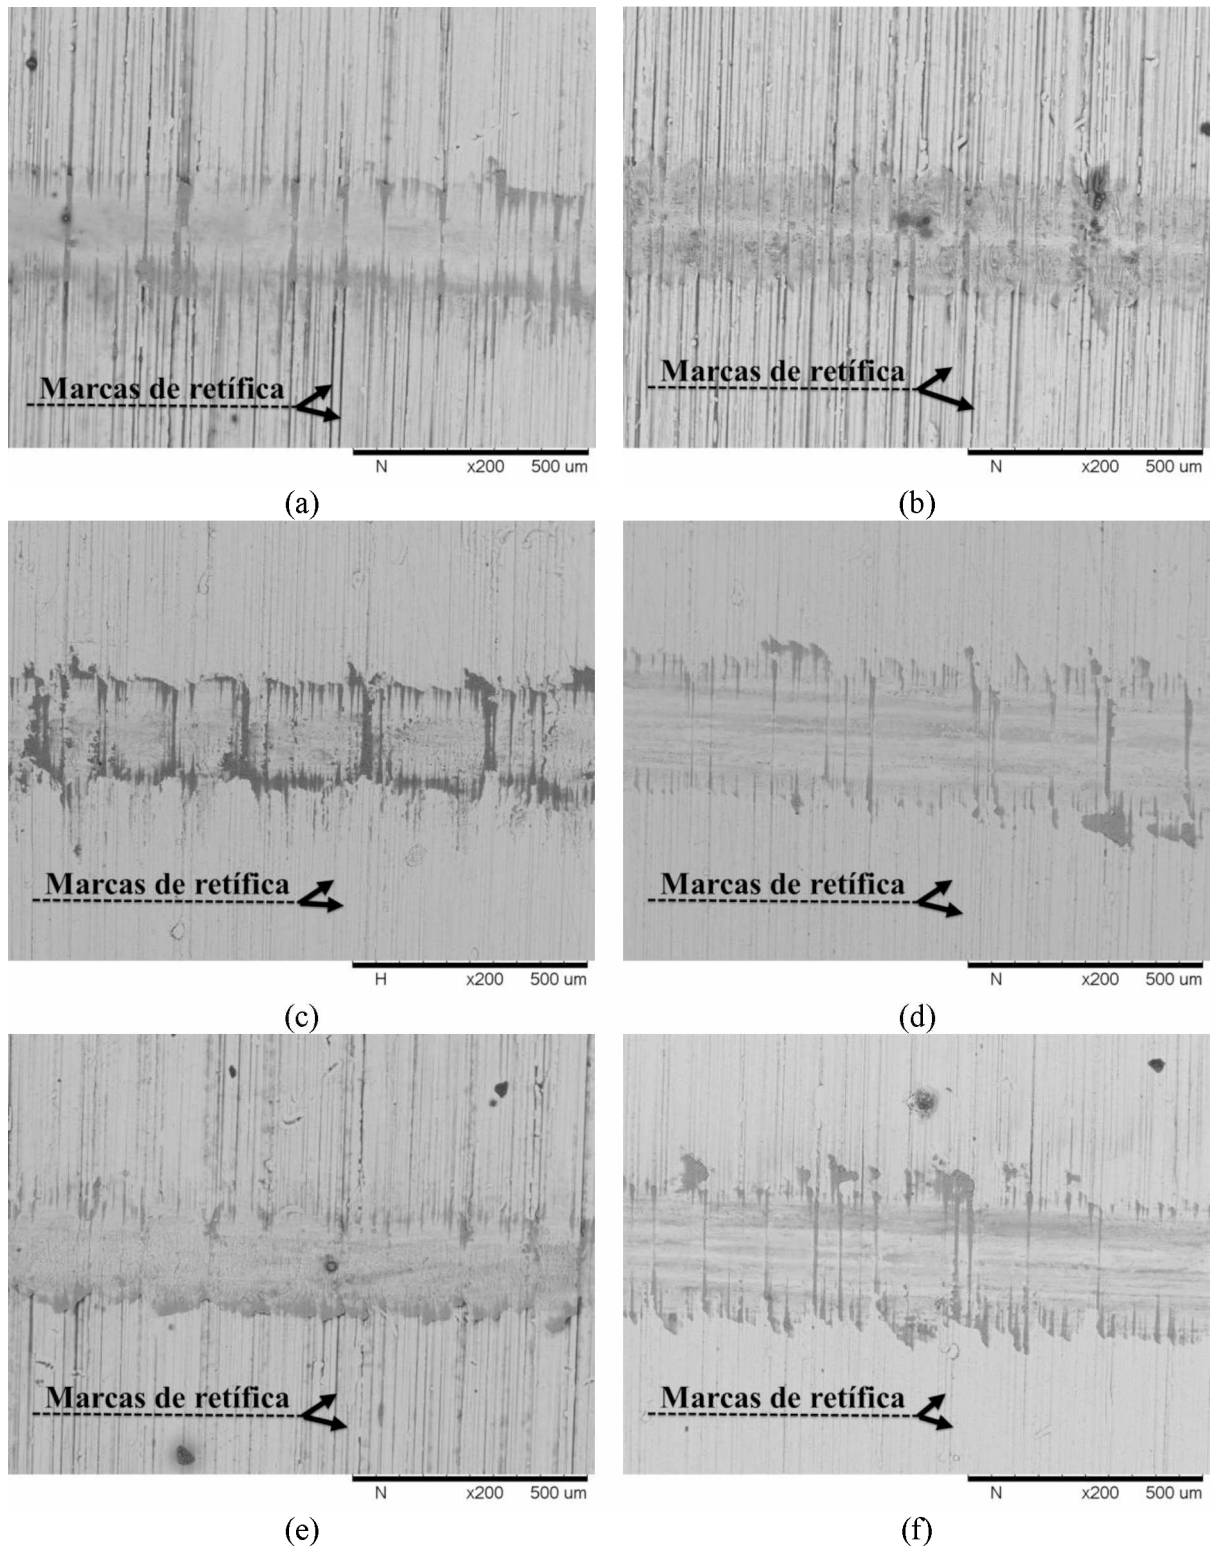 Marcas de retífica
Marcas de retífica
N x200 500 um
N x200 500 um
(a)
(b)
Marcas de retífica
Marcas de retífica
H x200 500 um
N x200 500 um
(c)
(d)
Marcas de retífica
Marcas de retífica
N x200 500 um
N x200 500 um
(e)
(f)